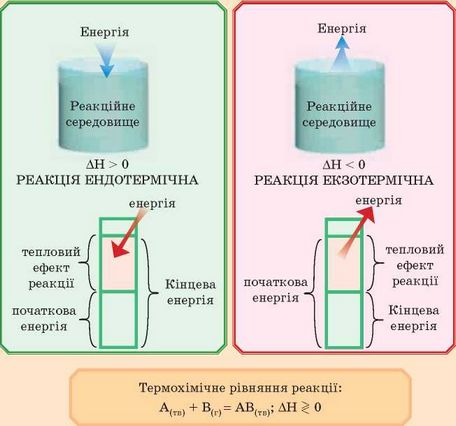 Енергія
Реакційне
середовище
ΔH > 0
РЕАКЦІЯ ЕНДОТЕРМІЧНА
енергія
тепловий
ефект
реакції
початкова
енергія
Кінцева
енергія
Енергія
Реакційне
середовище
ΔH < 0
РЕАКЦІЯ ЕКЗОТЕРМІЧНА
енергія
початкова
енергія
тепловий
ефект
реакції
Кінцева
енергія
Термохімічне рівняння реакції:
A(тв) + B(г) = AB(тв); ΔH ≷ 0